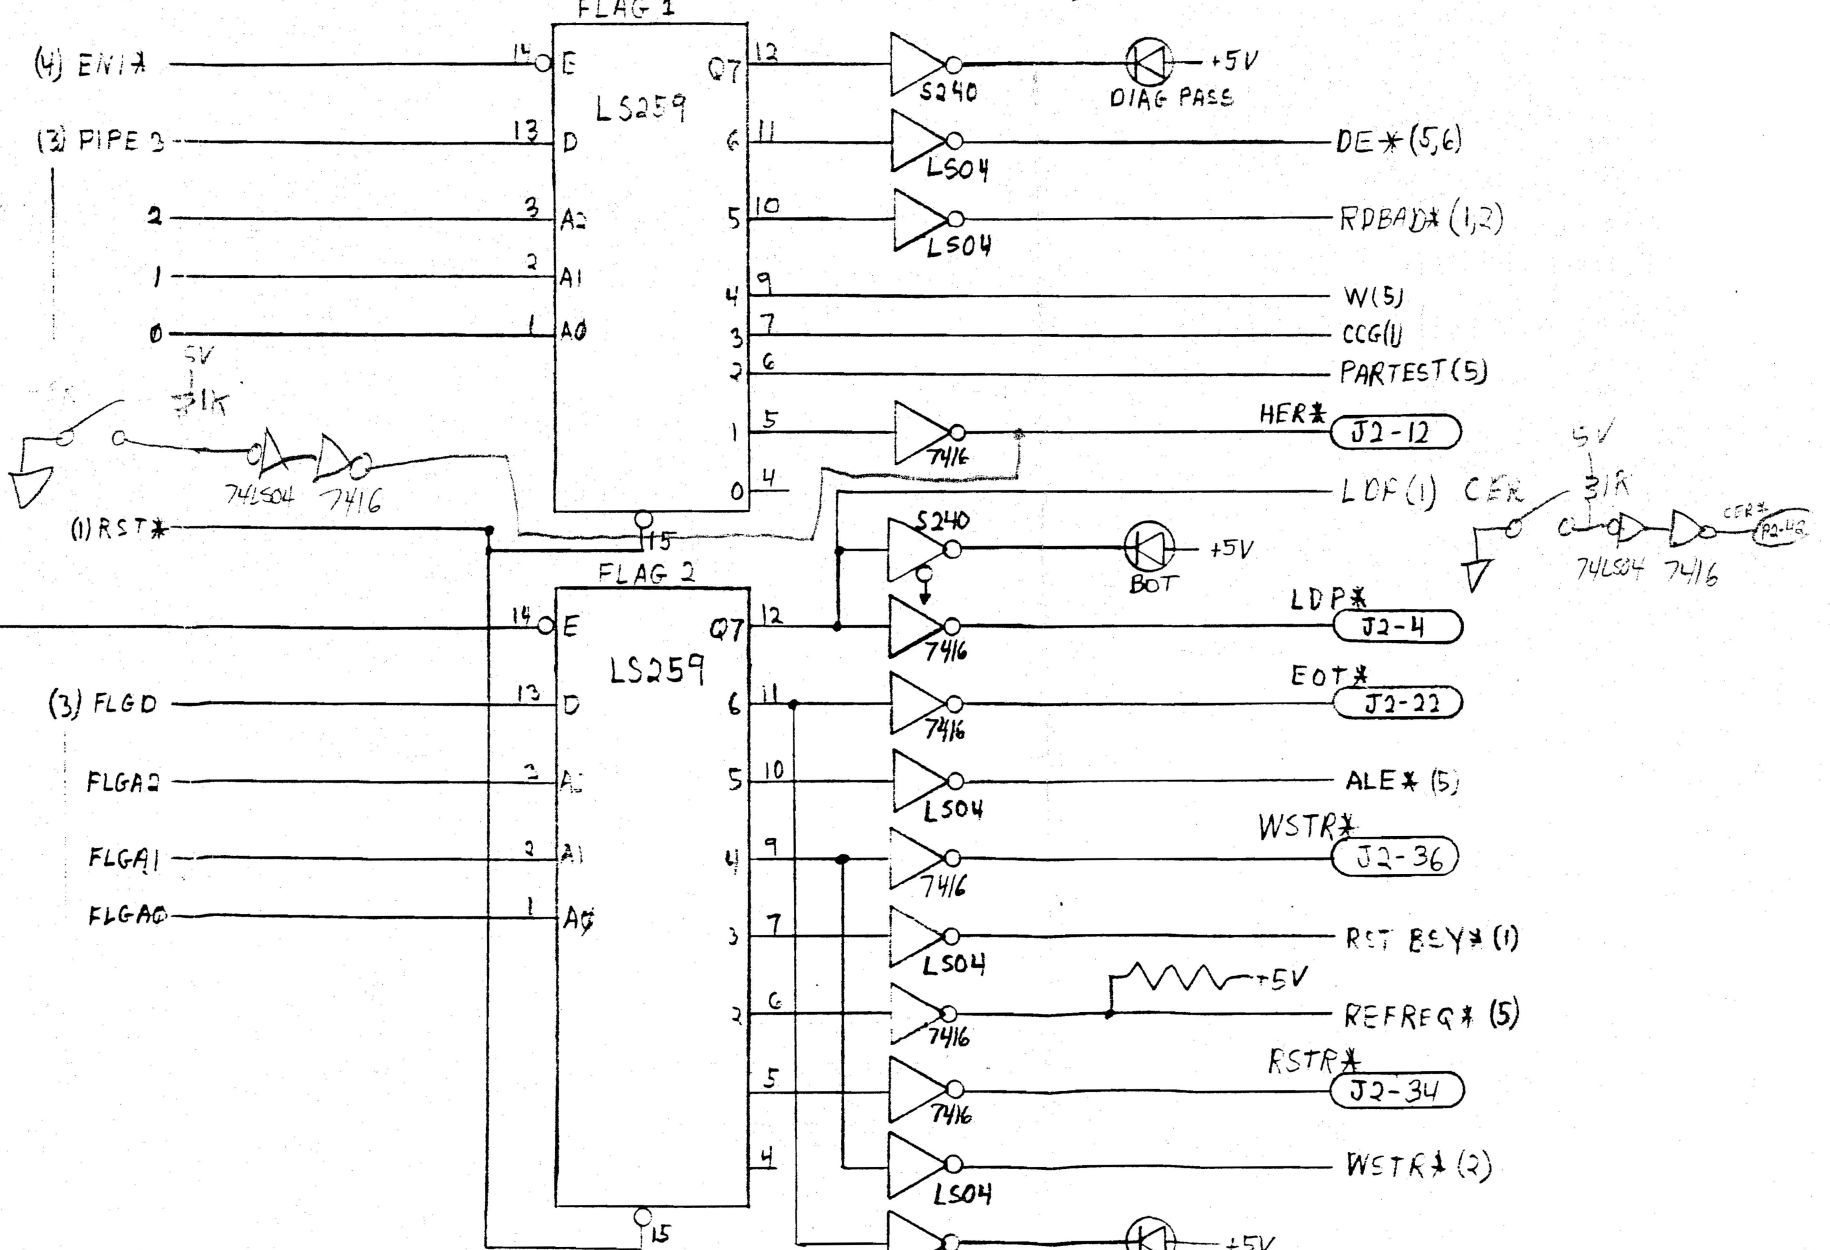 FLAG 1
(4) EN1* 14 E Q7 12 S240 +5V
LS259 DIAG PASS
(3) PIPE 3 13 D 6 11 LS04 DE* (5,6)
2 3 A2 5 10 LS04 RDBAD* (1,2)
1 2 A1 4 9 W(5)
0 1 A0 3 7 CCG(1)
2 6 PARTEST (5)
5V
1K
74LS04 7416
HER*
1 5 7416 J2-12
0 4
LDP (1)
CER 5V 1K 74LS04 7416 CER* P2-42
(1) RST* 15
S240 +5V
BOT
FLAG 2
14 E Q7 12 7416 LDP* J2-4
LS259
(3) FLGD 13 D 6 11 7416 EOT* J2-22
FLGA2 3 5 10 LS04 ALE* (5)
FLGA1 2 A1 4 9 7416 WSTR* J2-36
FLGA0 1 A0 3 7 LS04 RST BSY* (1)
+5V
2 6 7416 REFREQ* (5)
5 7416 RSTR* J2-34
4 LS04 WSTR* (2)
15 +5V